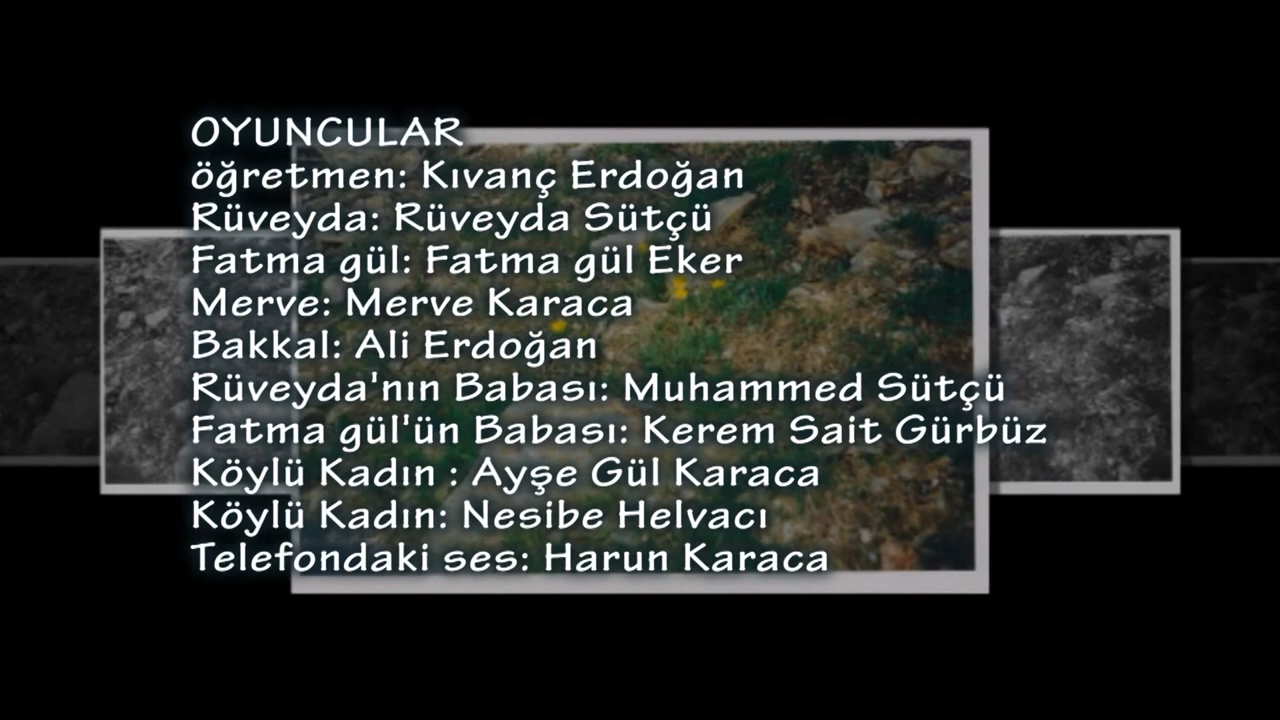 OYUNCULAR
öğretmen: Kıvanç Erdoğan
Rüveyda: Rüveyda Sütçü
Fatma gül: Fatma gül Eker
Merve: Merve Karaca
Bakkal: Ali Erdoğan
Rüveyda'nın Babası: Muhammed Sütçü
Fatma gül'ün Babası: Kerem Sait Gürbüz
Köylü Kadın : Ayşe Gül Karaca
Köylü Kadın: Nesibe Helvacı
Telefondaki ses: Harun Karaca